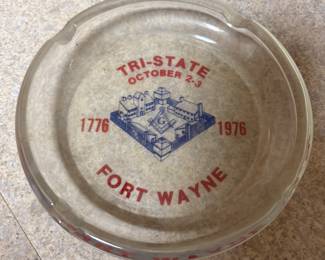 TRI-STATE
OCTOBER 2-3
1776 1976
G
FORT WAYNE